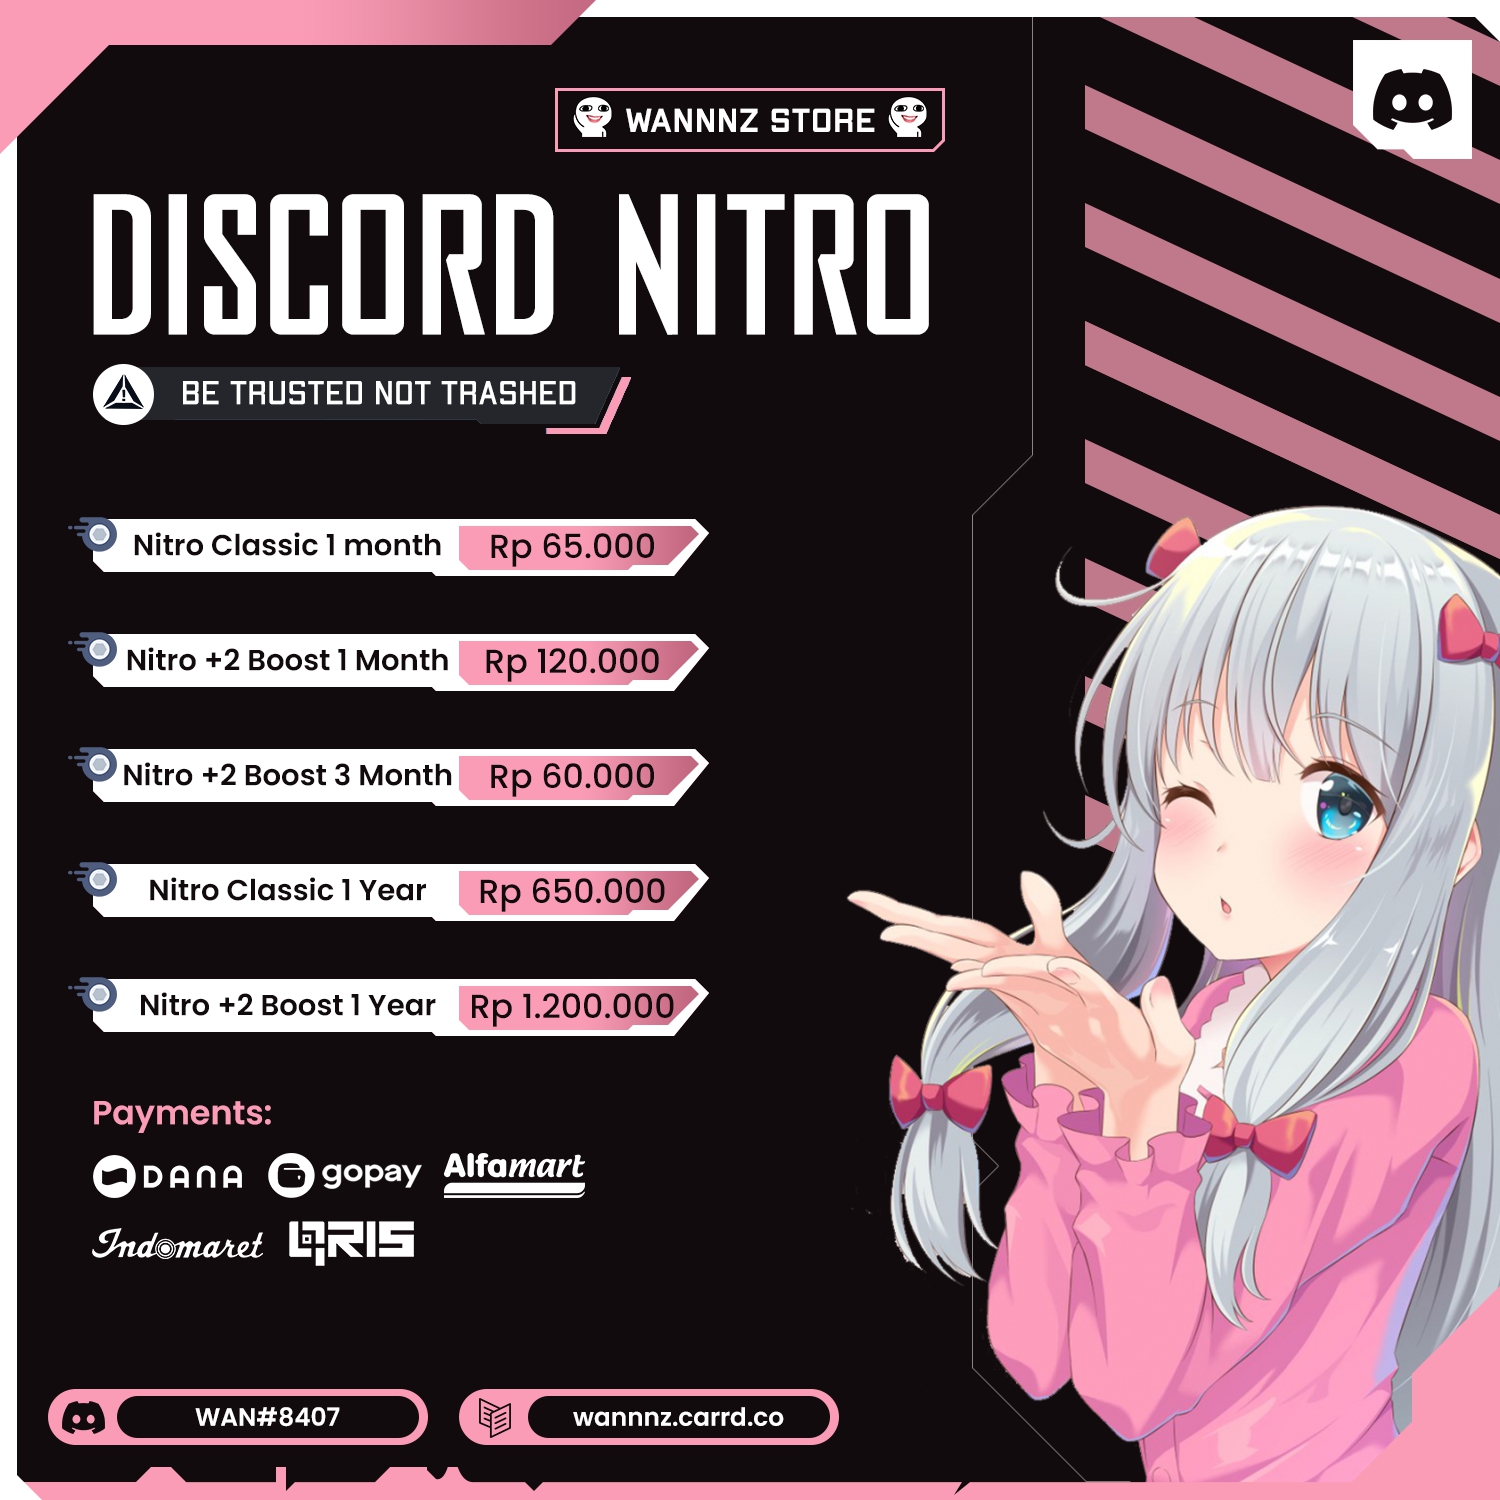 WANNNZ STORE
DISCORD NITRO
BE TRUSTED NOT TRASHED
Nitro Classic 1 month Rp 65.000
Nitro +2 Boost 1 Month Rp 120.000
Nitro +2 Boost 3 Month Rp 60.000
Nitro Classic 1 Year Rp 650.000
Nitro +2 Boost 1 Year Rp 1.200.000
Payments:
DANA gopay Alfamart
Indomaret QRIS
WAN#8407 wannnz.carrd.co